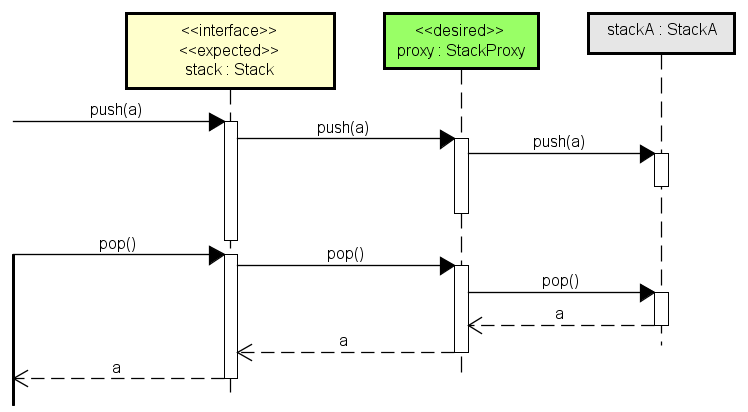 <<interface>>
<<expected>>
stack : Stack
<<desired>>
proxy : StackProxy
stackA : StackA
push(a)
push(a)
push(a)
pop()
pop()
pop()
a
a
a